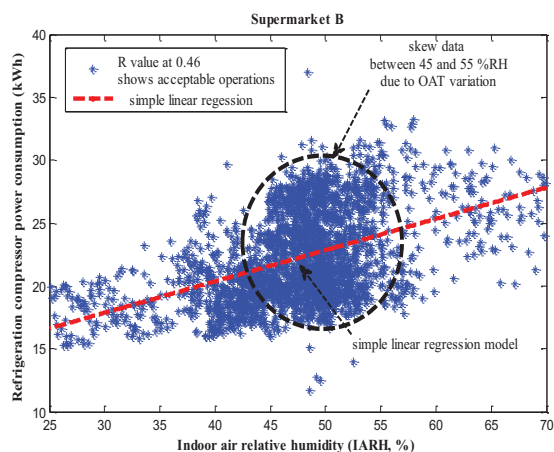 Supermarket B
R value at 0.46
shows acceptable operations
simple linear regression
skew data
between 45 and 55 %RH
due to OAT variation
simple linear regression model
Refrigeration compressor power consumption (kWh)
40
35
30
25
20
15
10
25 30 35 40 45 50 55 60 65 70
Indoor air relative humidity (IARH, %)